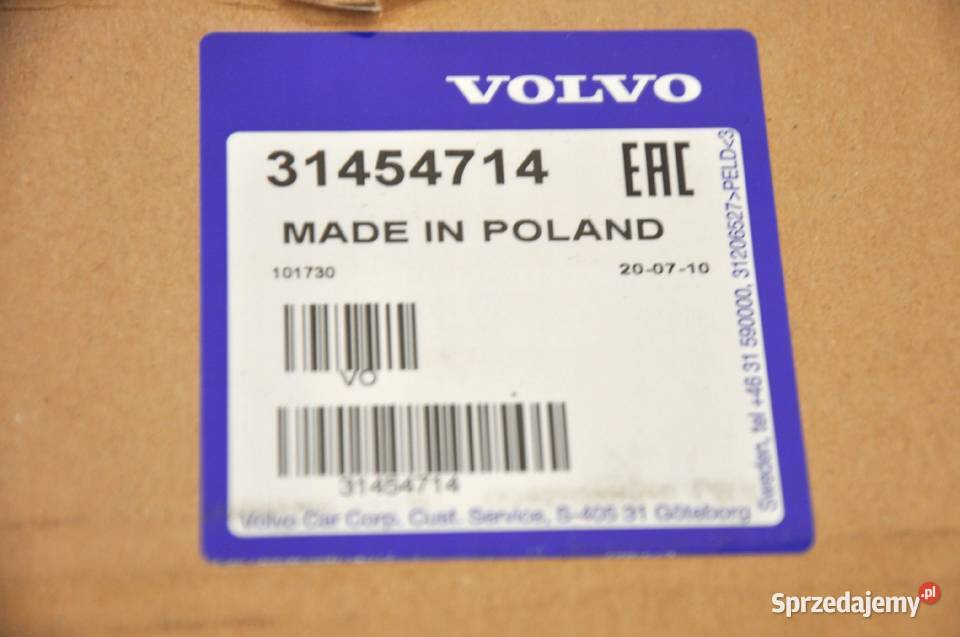 VOLVO
31454714
EAC
MADE IN POLAND
101730
20-07-10
VO
31454714
Volvo Car Corp. Cust. Service, S-405 31 Göteborg
Sweden, tel +46 31 590000, 31206527>PELD<3
Sprzedajemy.pl